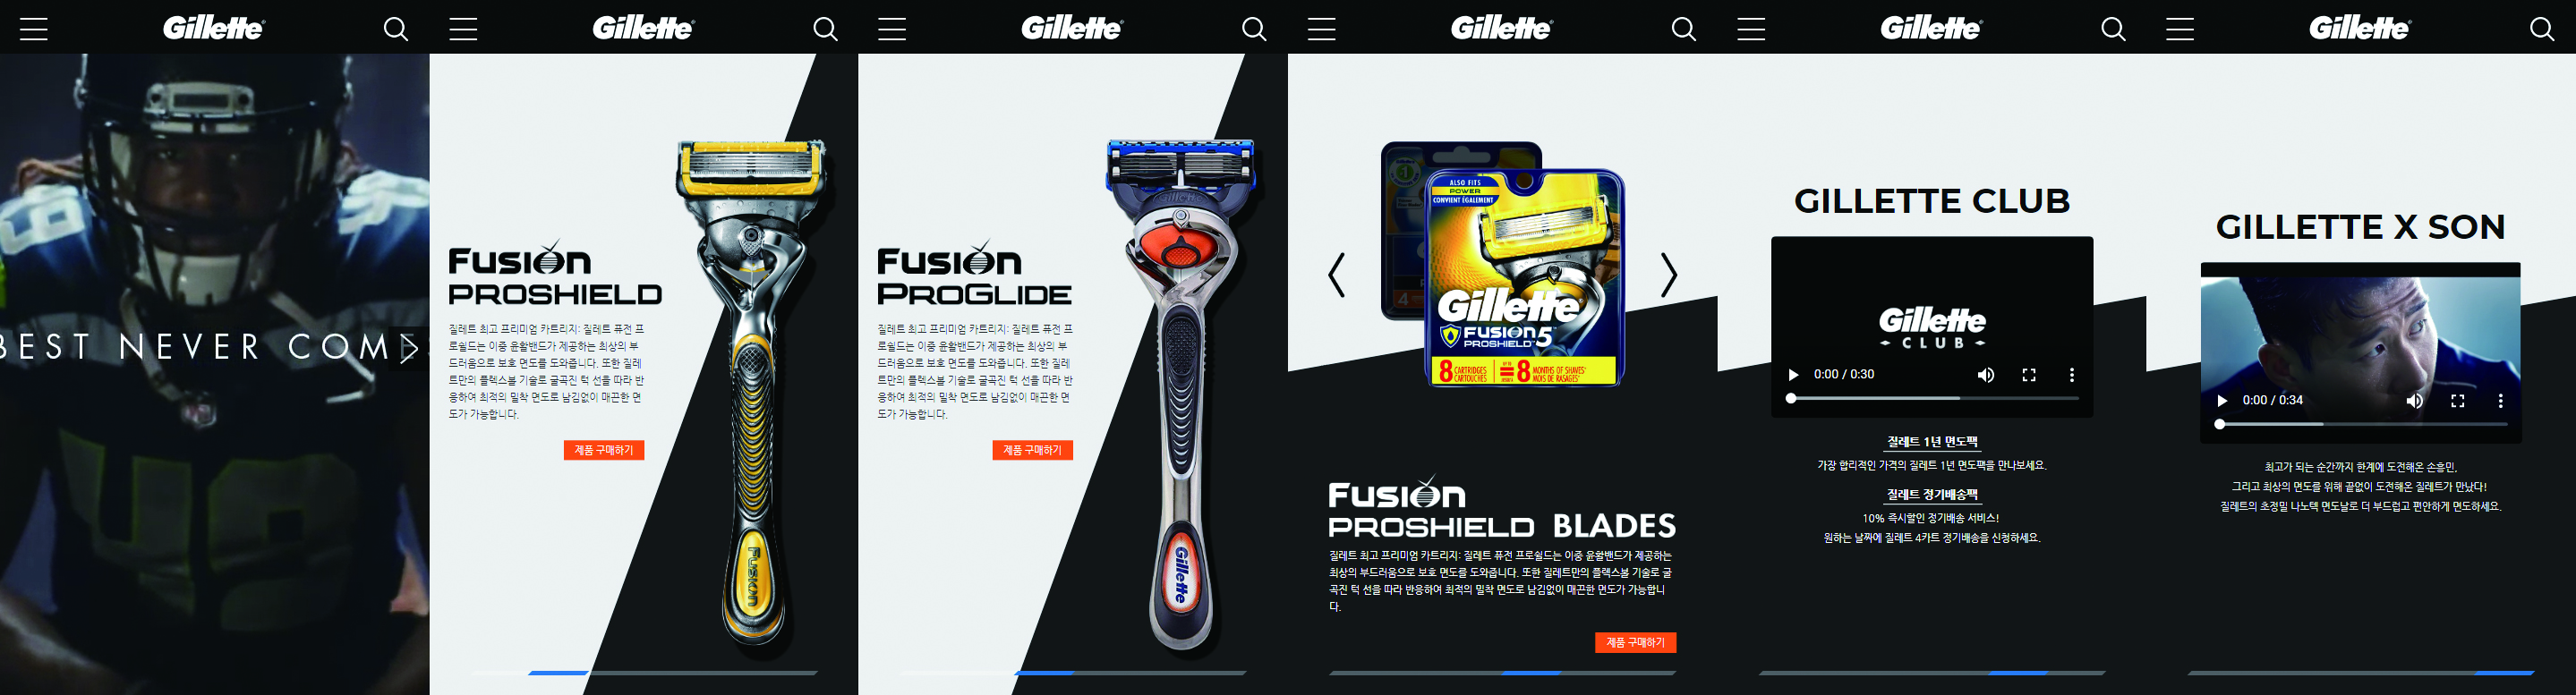 Gillette
BEST NEVER COM
Gillette
Fusion
PROSHIELD
질레트 최고 프리미엄 카트리지: 질레트 퓨전 프
로쉴드는 이중 윤활밴드가 제공하는 최상의 부
드러움으로 보호 면도를 도와줍니다. 또한 질레
트만의 플렉스볼 기술로 굴곡진 턱 선을 따라 반
응하여 최적의 밀착 면도로 남김없이 매끈한 면
도가 가능합니다.
제품 구매하기
FUSION
Gillette
Fusion
PROGLIDE
질레트 최고 프리미엄 카트리지: 질레트 퓨전 프
로쉴드는 이중 윤활밴드가 제공하는 최상의 부
드러움으로 보호 면도를 도와줍니다. 또한 질레
트만의 플렉스볼 기술로 굴곡진 턱 선을 따라 반
응하여 최적의 밀착 면도로 남김없이 매끈한 면
도가 가능합니다.
제품 구매하기
Gillette
Gillette
Gillette
ALSO FITS
POWER
CONVIENT ÉGALEMENT
Gillette
FUSION5
PROSHIELD
8 CARTRIDGES CARTOUCHES = 8 MONTHS OF SHAVES MOIS DE RASAGES
Fusion
PROSHIELD BLADES
질레트 최고 프리미엄 카트리지: 질레트 퓨전 프로쉴드는 이중 윤활밴드가 제공하는
최상의 부드러움으로 보호 면도를 도와줍니다. 또한 질레트만의 플렉스볼 기술로 굴
곡진 턱 선을 따라 반응하여 최적의 밀착 면도로 남김없이 매끈한 면도가 가능합니
다.
제품 구매하기
Gillette
GILLETTE CLUB
Gillette
CLUB
0:00 / 0:30
질레트 1년 면도팩
가장 합리적인 가격의 질레트 1년 면도팩을 만나보세요.
질레트 정기배송팩
10% 즉시할인 정기배송 서비스!
원하는 날짜에 질레트 4카트 정기배송을 신청하세요.
Gillette
GILLETTE X SON
0:00 / 0:34
최고가 되는 순간까지 한계에 도전해온 손흥민,
그리고 최상의 면도를 위해 끝없이 도전해온 질레트가 만났다!
질레트의 초정밀 나노텍 면도날로 더 부드럽고 편안하게 면도하세요.